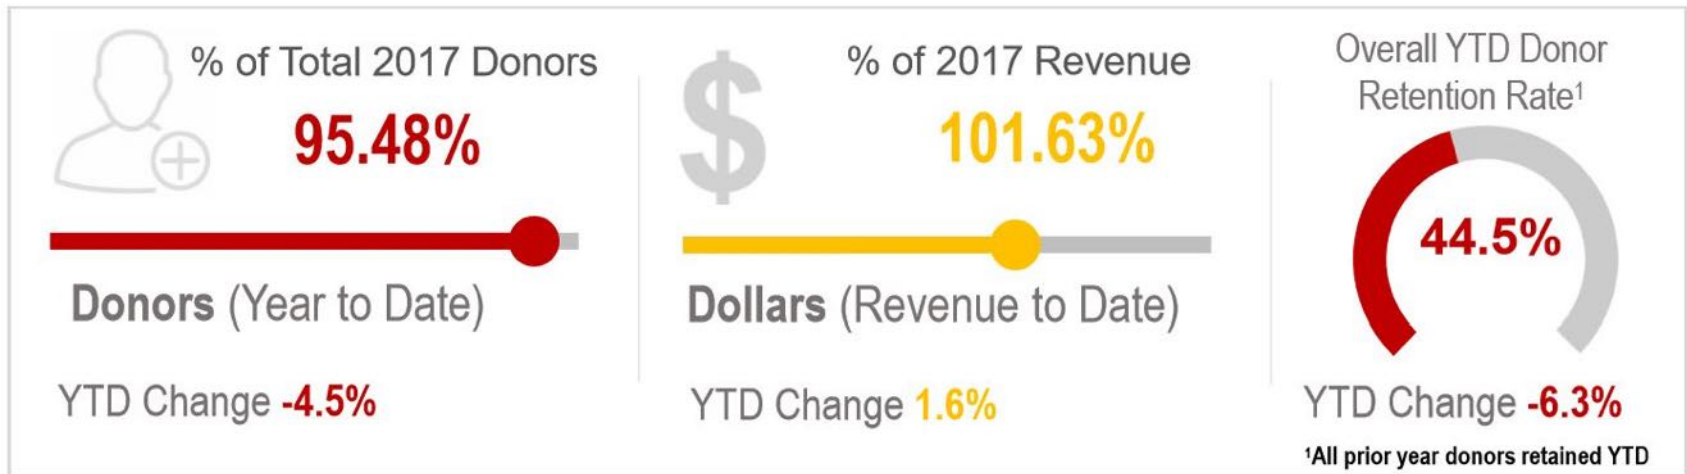 % of Total 2017 Donors
95.48%
Donors (Year to Date)
YTD Change -4.5%
$
% of 2017 Revenue
101.63%
Dollars (Revenue to Date)
YTD Change 1.6%
Overall YTD Donor
Retention Rate¹
44.5%
YTD Change -6.3%
¹All prior year donors retained YTD